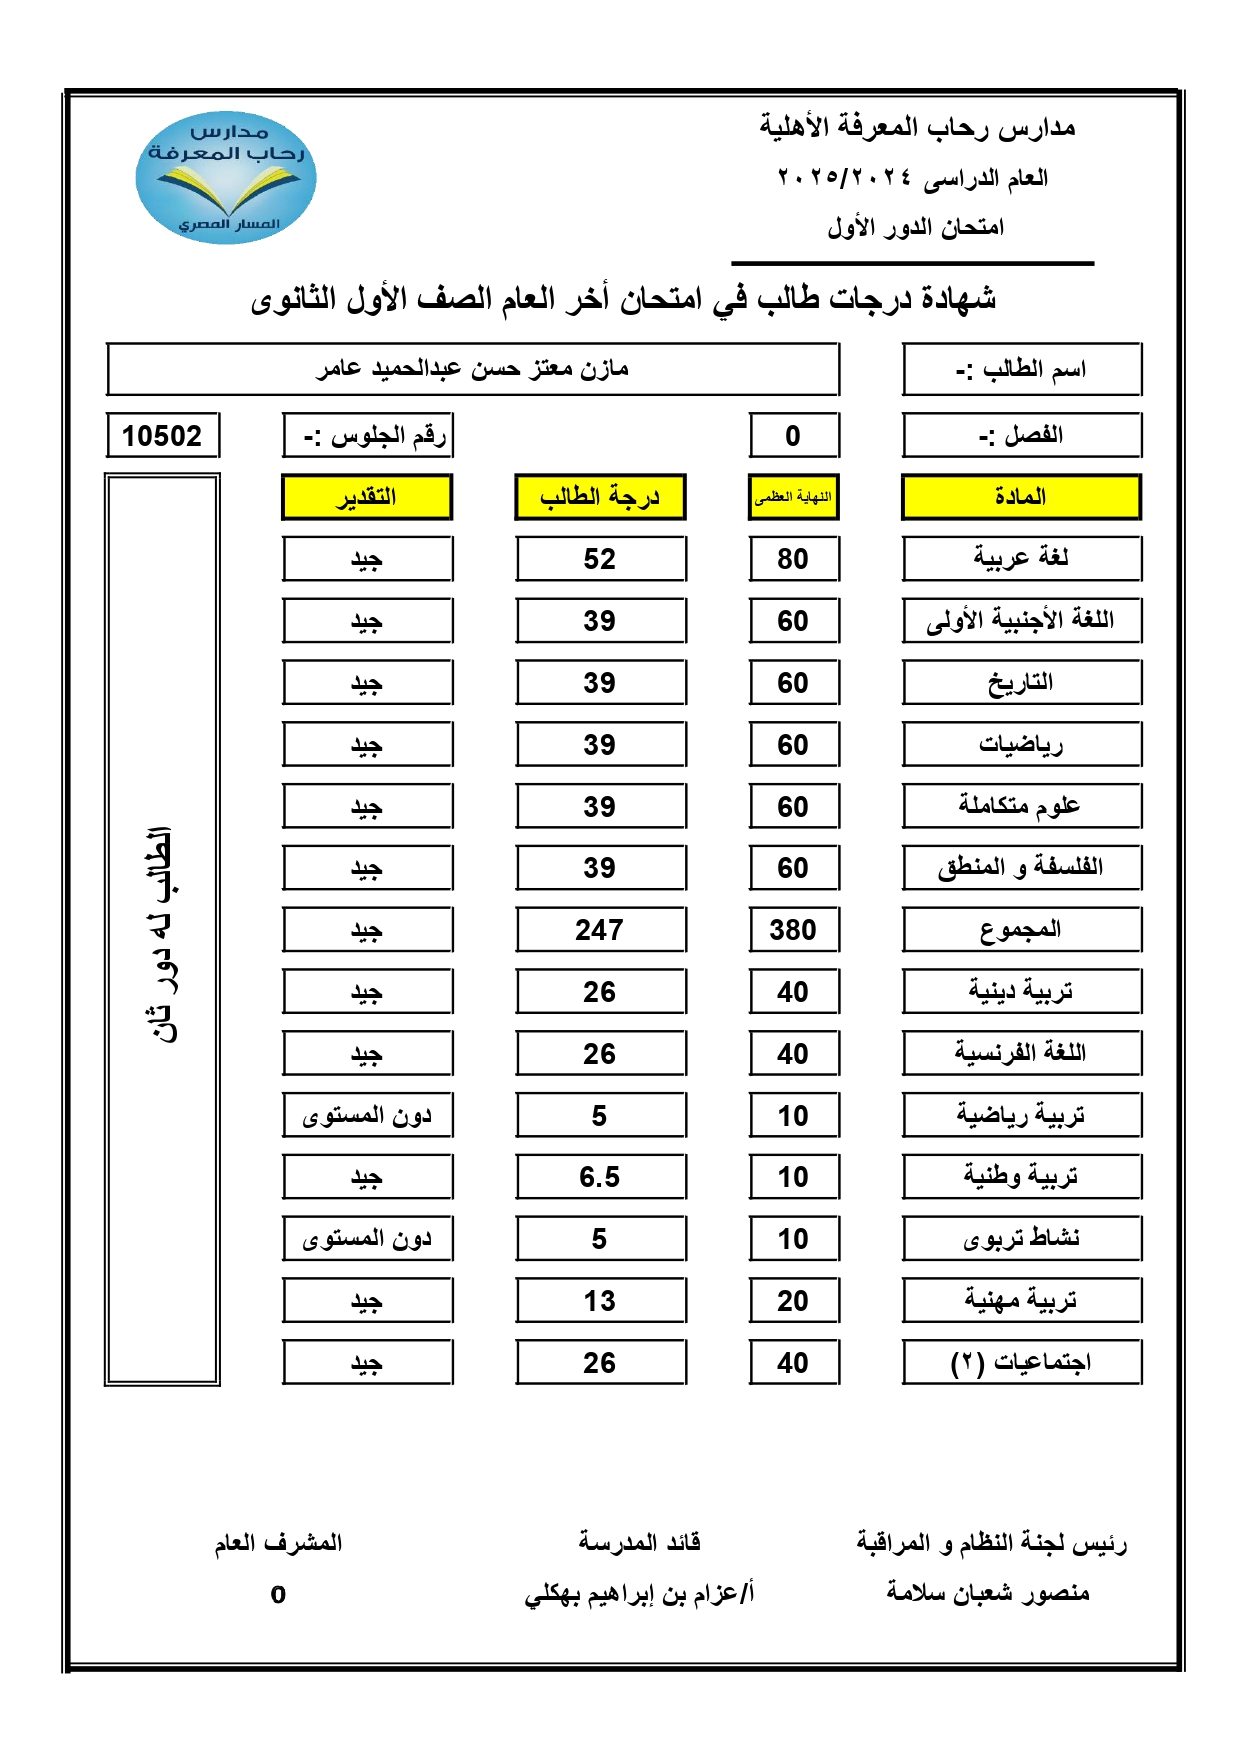 مدارس رحاب المعرفة الأهلية
العام الدراسى ٢٠٢٥/٢٠٢٤
امتحان الدور الأول
مدارس
رحاب المعرفة
المسار المصري
شهادة درجات طالب في امتحان أخر العام الصف الأول الثانوى
اسم الطالب :- مازن معتز حسن عبدالحميد عامر
الفصل :- 0 رقم الجلوس :- 10502
المادة النهاية العظمى درجة الطالب التقدير
لغة عربية 80 52 جيد
اللغة الأجنبية الأولى 60 39 جيد
التاريخ 60 39 جيد
رياضيات 60 39 جيد
علوم متكاملة 60 39 جيد
الفلسفة و المنطق 60 39 جيد
المجموع 380 247 جيد
تربية دينية 40 26 جيد
اللغة الفرنسية 40 26 جيد
تربية رياضية 10 5 دون المستوى
تربية وطنية 10 6.5 جيد
نشاط تربوى 10 5 دون المستوى
تربية مهنية 20 13 جيد
اجتماعيات (٢) 40 26 جيد
الطالب له دور ثان
رئيس لجنة النظام و المراقبة قائد المدرسة المشرف العام
منصور شعبان سلامة أ/عزام بن إبراهيم بهكلي 0